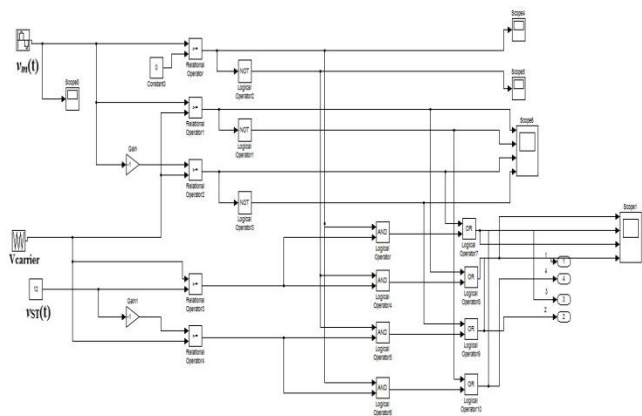 Scope4
vm(t)
Scope5
0
Constant3
>=
Relational
Operator
NOT
Logical
Operator2
Scope5
>=
Relational
Operator1
NOT
Logical
Operator1
Scope6
Gain
-1
>=
Relational
Operator2
NOT
Logical
Operator3
Scope1
Vcarrier
AND
Logical
Operator
OR
Logical
Operator7
1
1
12
vST(t)
Gain1
-1
>=
Relational
Operator3
AND
Logical
Operator4
OR
Logical
Operator8
4
4
3
3
2
2
>=
Relational
Operator4
AND
Logical
Operator5
OR
Logical
Operator9
AND
Logical
Operator6
OR
Logical
Operator10